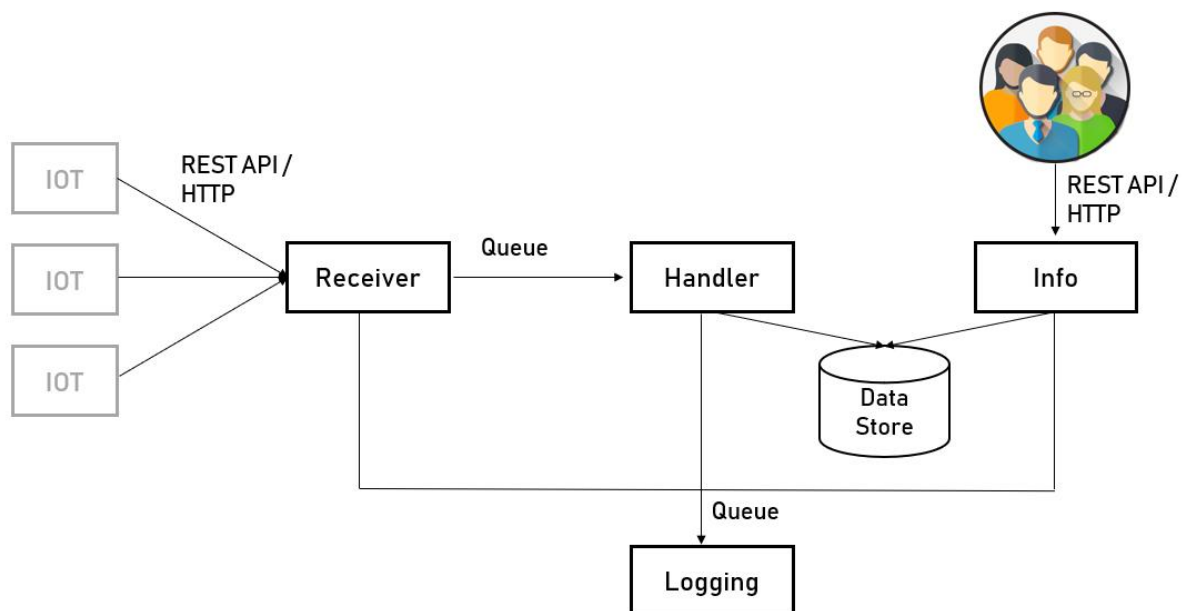 REST API /
HTTP
IOT
IOT
IOT
REST API /
HTTP
Receiver
Queue
Handler
Info
Data
Store
Queue
Logging